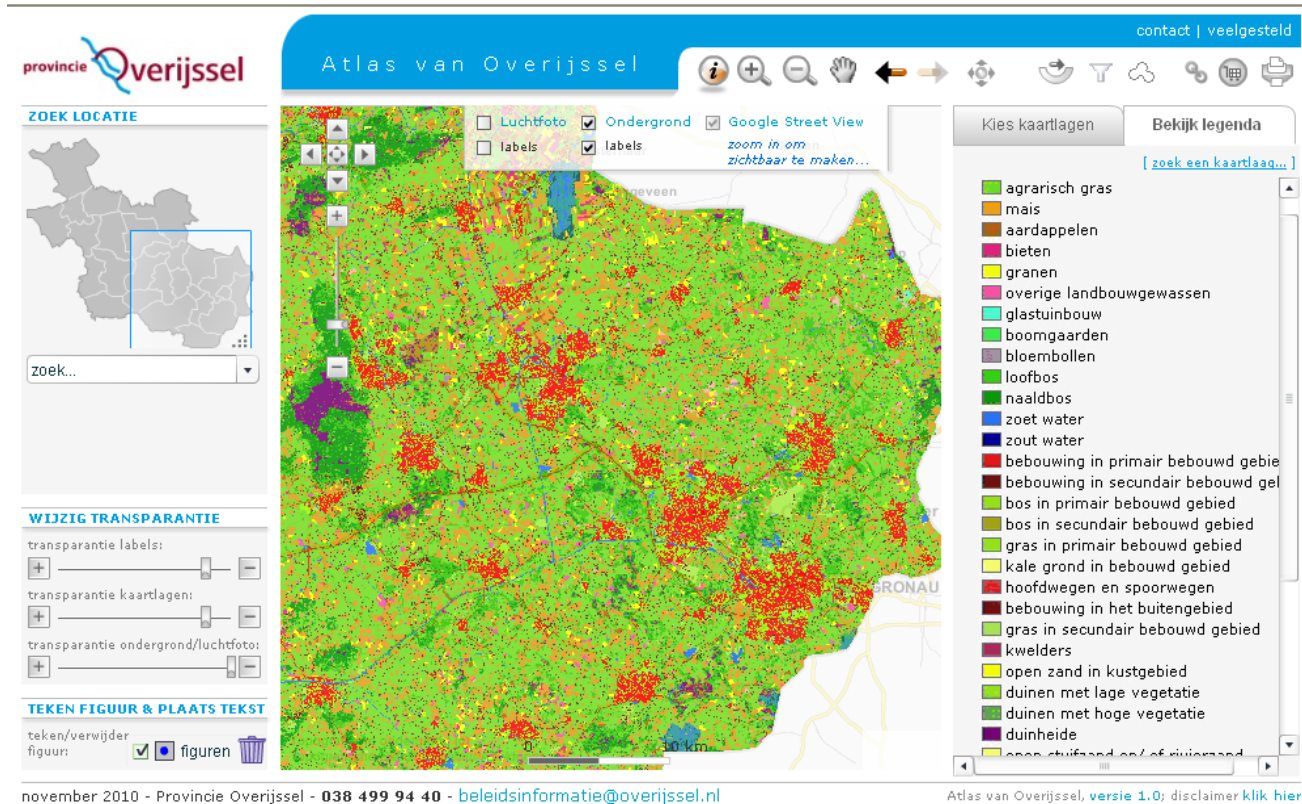 contact | veelgesteld
provincie Overijssel
Atlas van Overijssel
ZOEK LOCATIE
zoek...
WIJZIG TRANSPARANTIE
transparantie labels:
transparantie kaartlagen:
transparantie ondergrond/luchtfoto:
TEKEN FIGUUR & PLAATS TEKST
teken/verwijder
figuur:
figuren
Luchtfoto Ondergrond Google Street View
labels labels zoom in om
zichtbaar te maken...
geveen
GRONAU
0 10 km
Kies kaartlagen Bekijk legenda
[ zoek een kaartlaag... ]
agrarisch gras
mais
aardappelen
bieten
granen
overige landbouwgewassen
glastuinbouw
boomgaarden
bloembollen
loofbos
naaldbos
zoet water
zout water
bebouwing in primair bebouwd gebie
bebouwing in secundair bebouwd gel
bos in primair bebouwd gebied
bos in secundair bebouwd gebied
gras in primair bebouwd gebied
kale grond in bebouwd gebied
hoofdwegen en spoorwegen
bebouwing in het buitengebied
gras in secundair bebouwd gebied
kwelders
open zand in kustgebied
duinen met lage vegetatie
duinen met hoge vegetatie
duinheide
open stuifzand en/ of rivierzand
november 2010 - Provincie Overijssel - 038 499 94 40 - beleidsinformatie@overijssel.nl
Atlas van Overijssel, versie 1.0; disclaimer klik hier